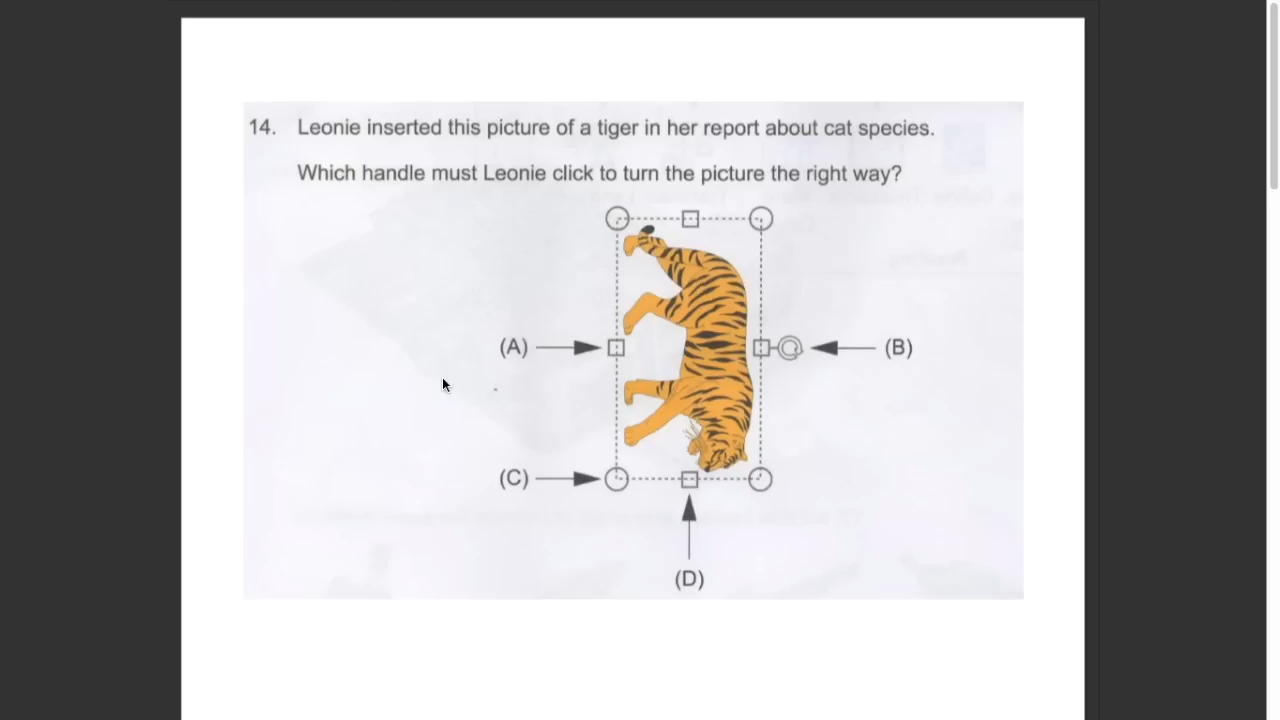 14. Leonie inserted this picture of a tiger in her report about cat species.
Which handle must Leonie click to turn the picture the right way?
(A)
(B)
(C)
(D)